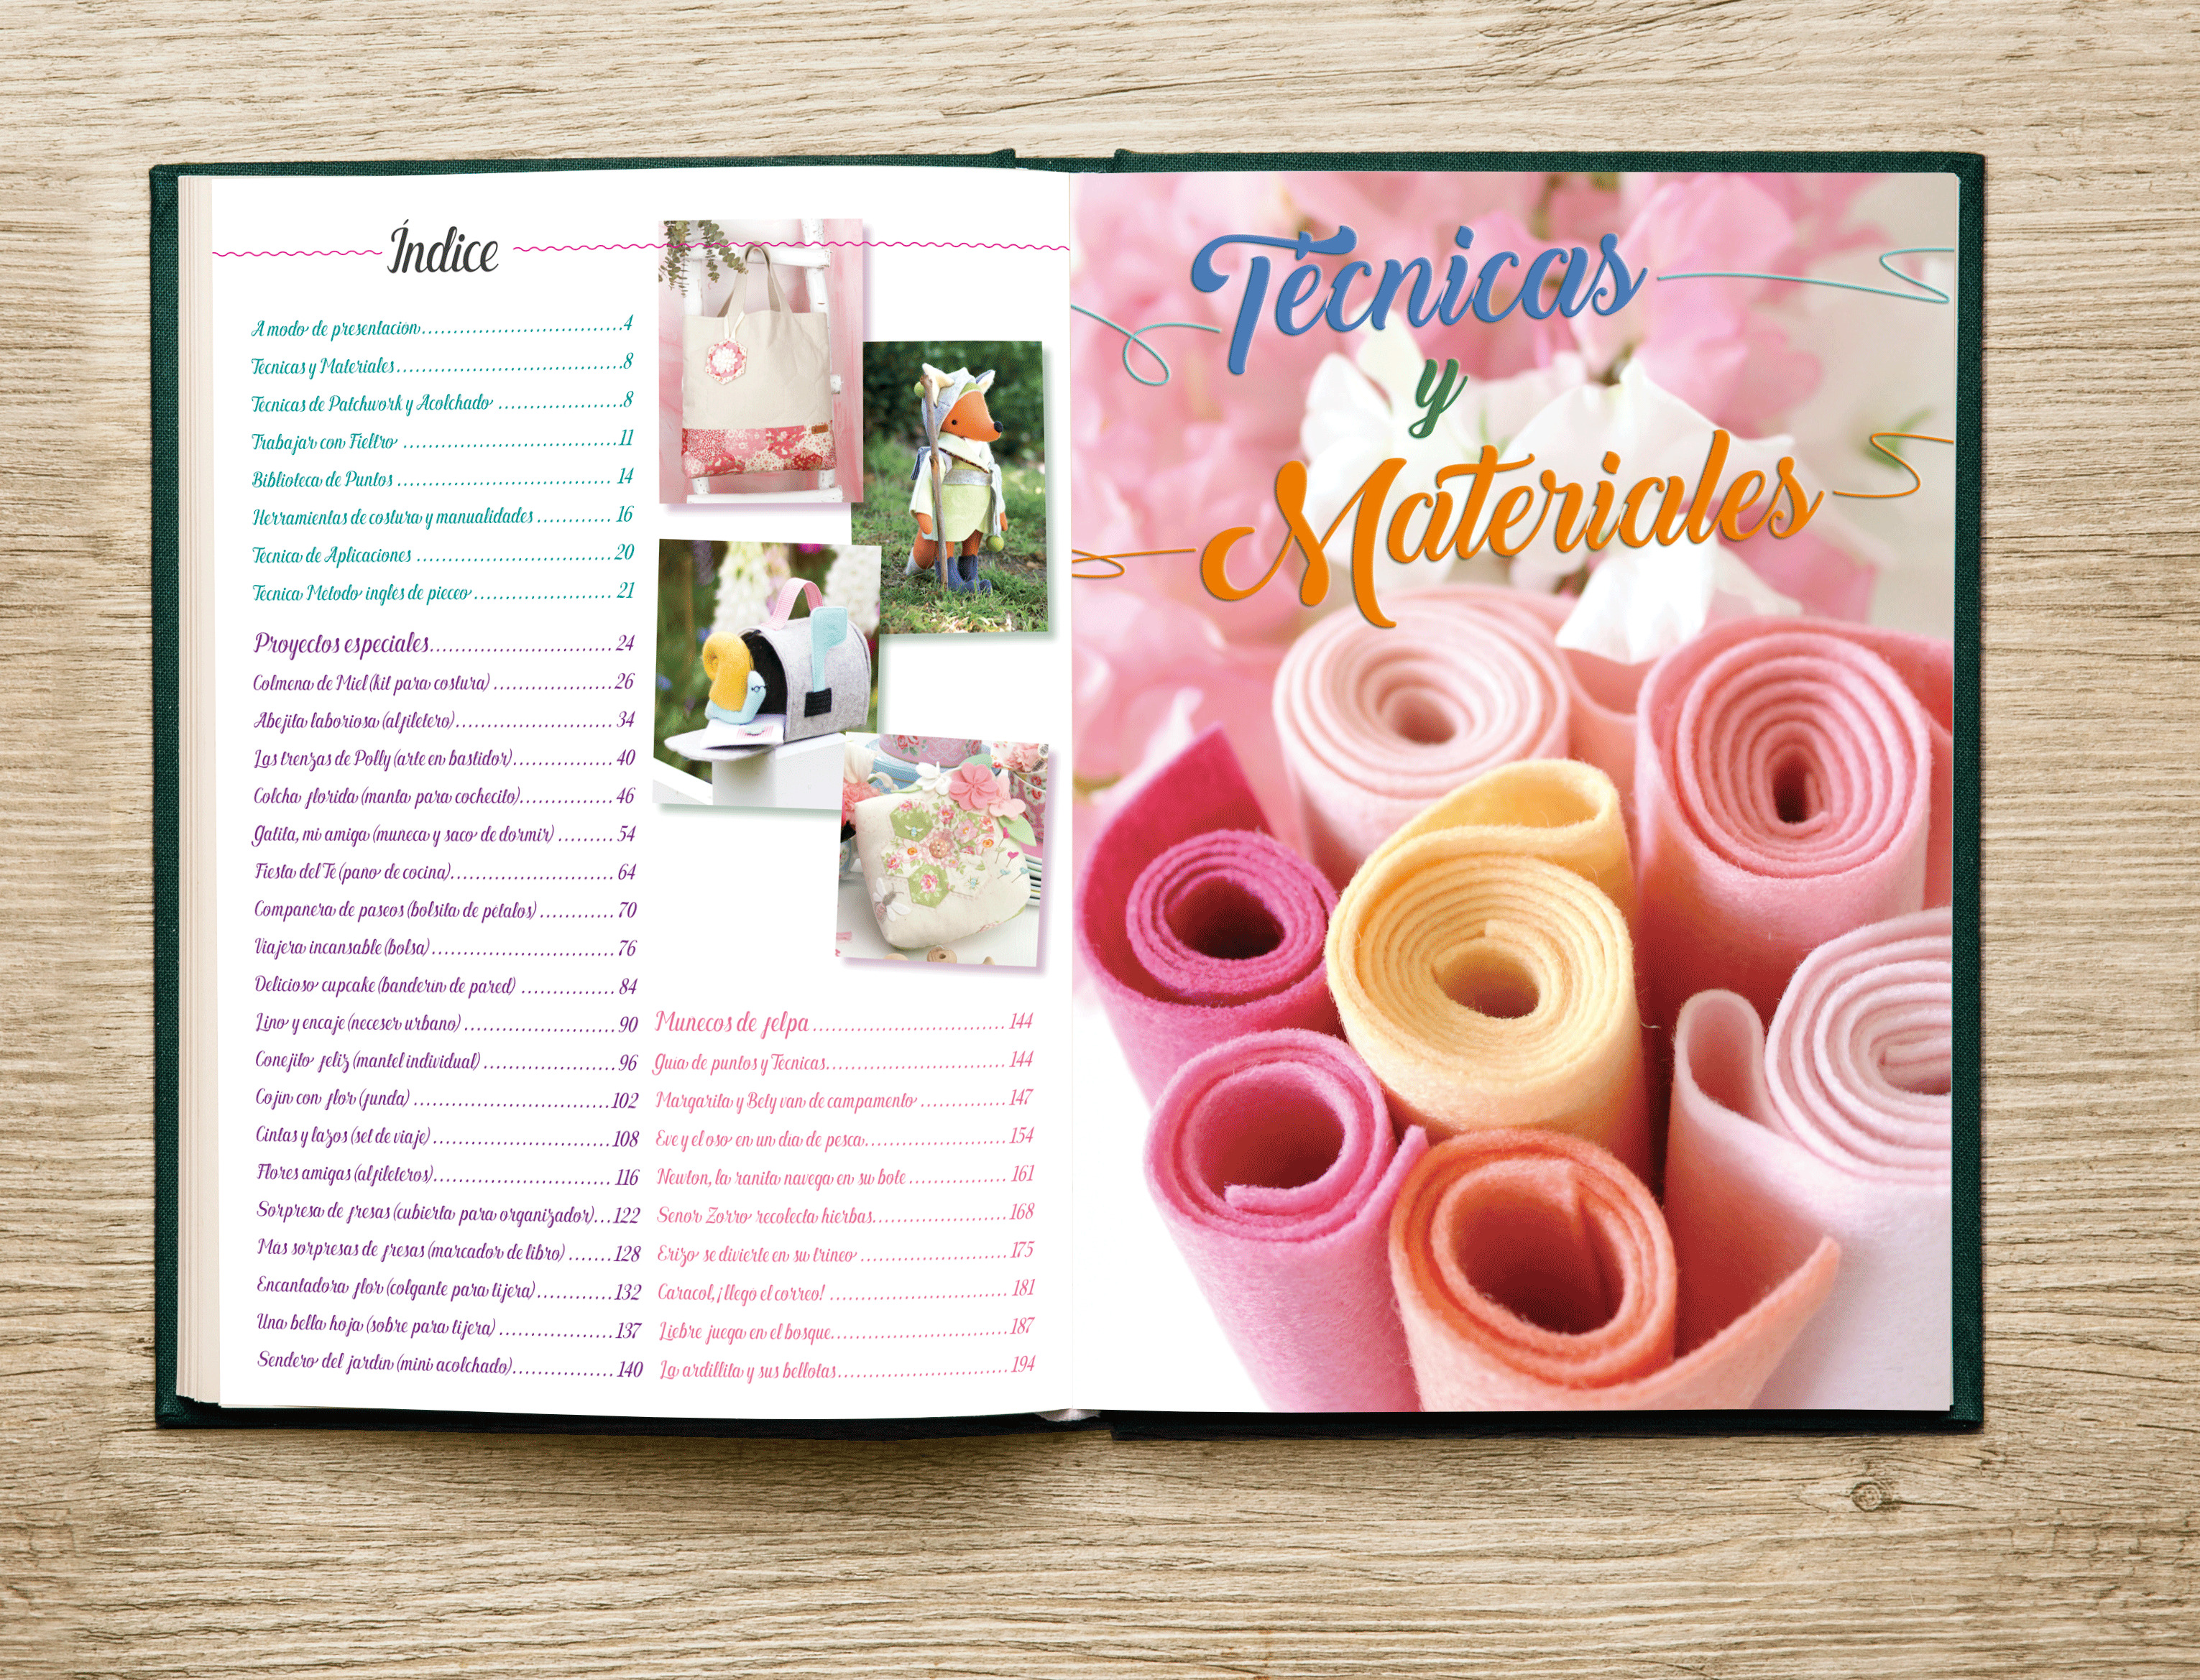 Índice
A modo de presentacion..............................4
Tecnicas y Materiales..................................8
Tecnicas de Patchwork y Acolchado ...................8
Trabajar con Fieltro ................................11
Biblioteca de Puntos ................................ 14
Herramientas de costura y manualidades ........... 16
Tecnica de Aplicaciones .............................20
Tecnica Metodo ingles de pieceo ..................... 21
Proyectos especiales........................... 24
Colmena de Miel (kit para costura) ..................26
Abejita laboriosa (alfiletero)........................ 34
Las trenzas de Polly (arte en bastidor)............... 40
Colcha florida (manta para cochecito)............. 46
Gatita, mi amiga (muneca y saco de dormir) ........ 54
Fiesta del Te (pano de cocina)........................ 64
Companera de paseos (bolsita de petalos) ........... 70
Viajera incansable (bolsa) ........................... 76
Delicioso cupcake (banderin de pared) .............. 84
Lino y encaje (neceser urbano) ...................... 90
Conejito feliz (mantel individual) ................... 96
Cojin con flor (funda) .............................102
Cintas y lazos (set de viaje) ........................ 108
Flores amigas (alfileteros).......................... 116
Sorpresa de fresas (cubierta para organizador)...122
Mas sorpresas de fresas (marcador de libro) .......128
Encantadora flor (colgante para tijera)............132
Una bella hoja (sobre para tijera) ................137
Sendero del jardin (mini acolchado)............... 140
Munecos de felpa ............................ 144
Guia de puntos y Tecnicas.......................... 144
Margarita y Bety van de campamento .............147
Eve y el oso en un dia de pesca.....................154
Newton, la ranita navega en su bote .............. 161
Senor Zorro recolecta hierbas....................168
Erizo se divierte en su trineo ......................175
Caracol, ¡llego el correo! .......................... 181
Liebre juega en el bosque..........................187
La ardillita y sus bellotas.........................194
Tecnicas
y
Materiales